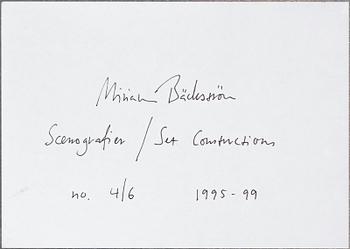 Miriam Bäckström
Scenografier / Set Constructions
no. 4/6 1995-99